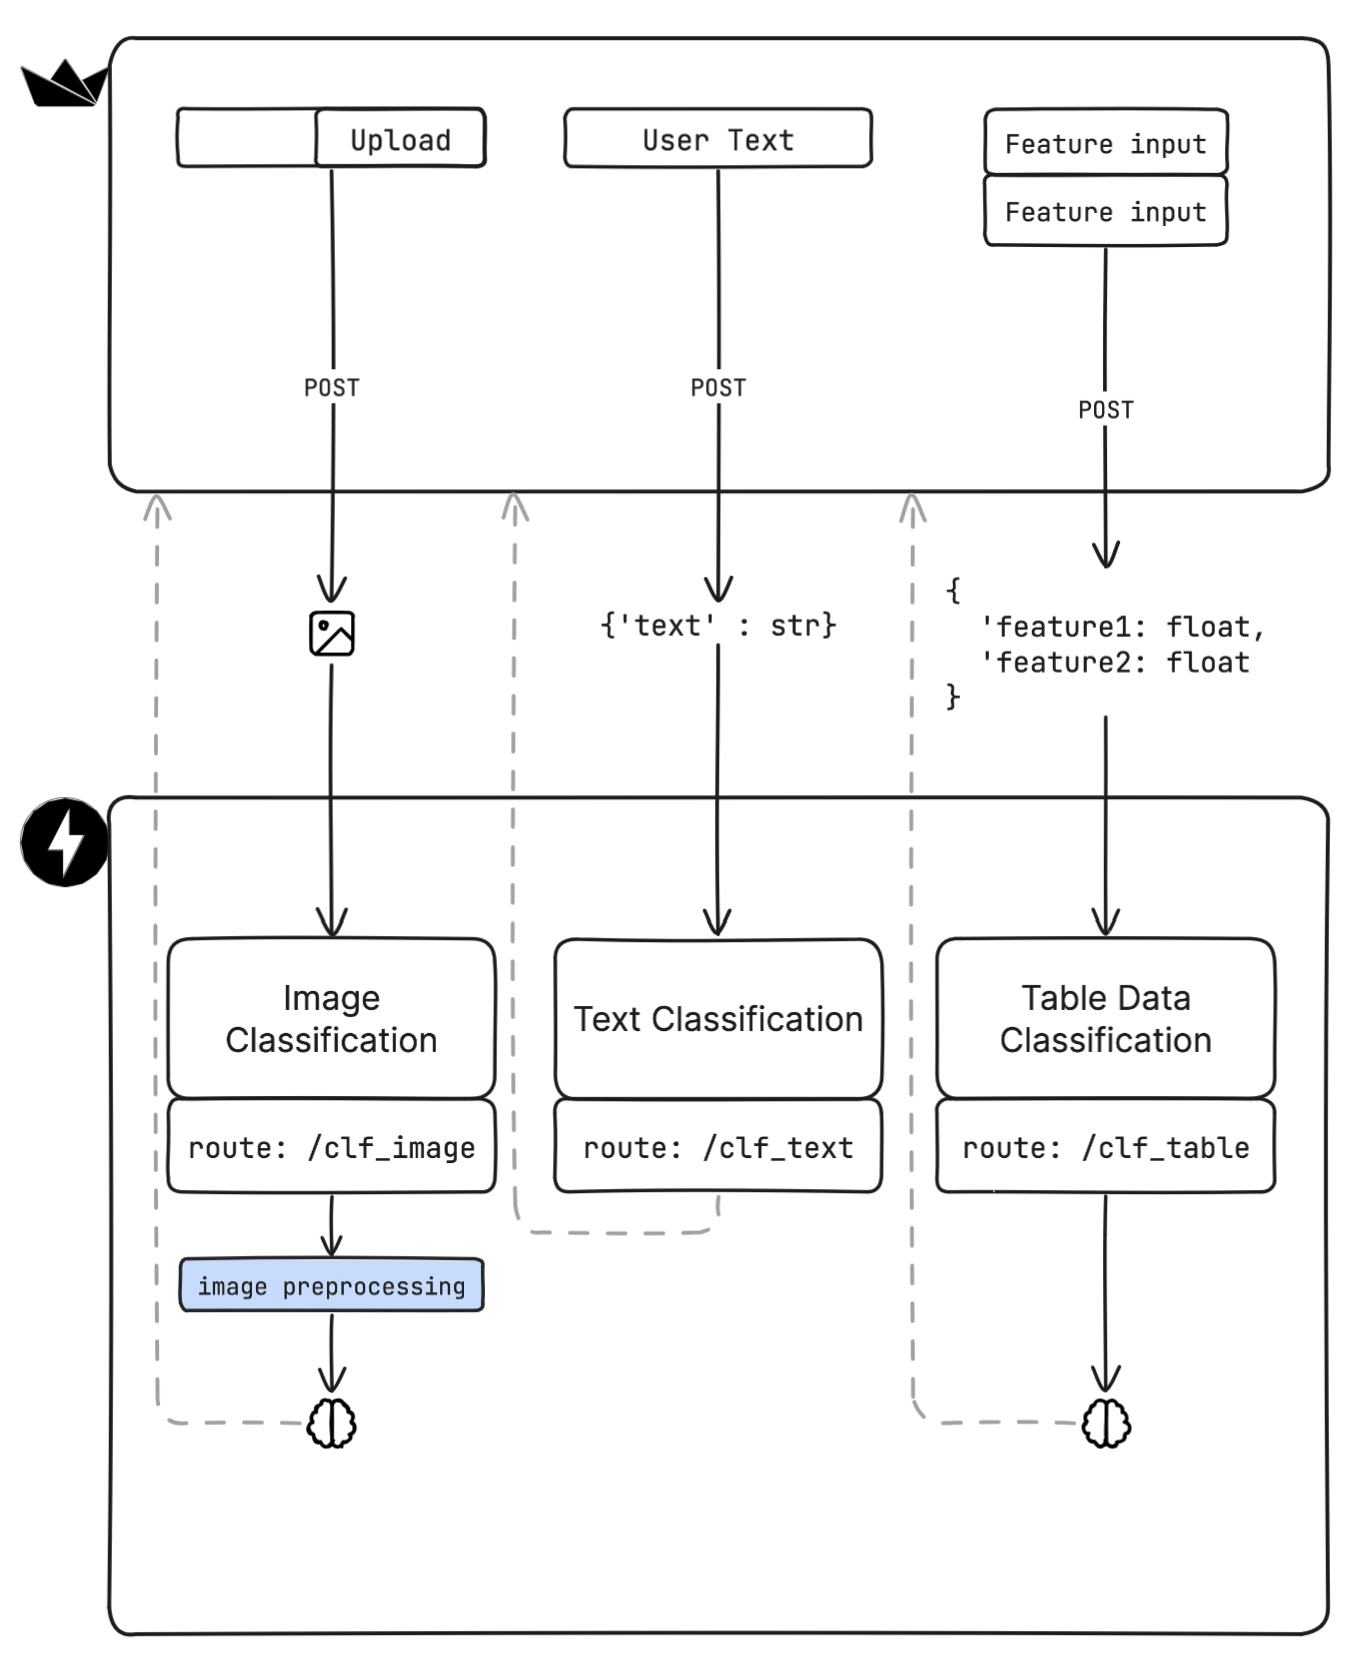 Upload
User Text
Feature input
Feature input
POST
POST
POST
{'text' : str}
{
'feature1: float,
'feature2: float
}
Image
Classification
Text Classification
Table Data
Classification
route: /clf_image
route: /clf_text
route: /clf_table
image preprocessing